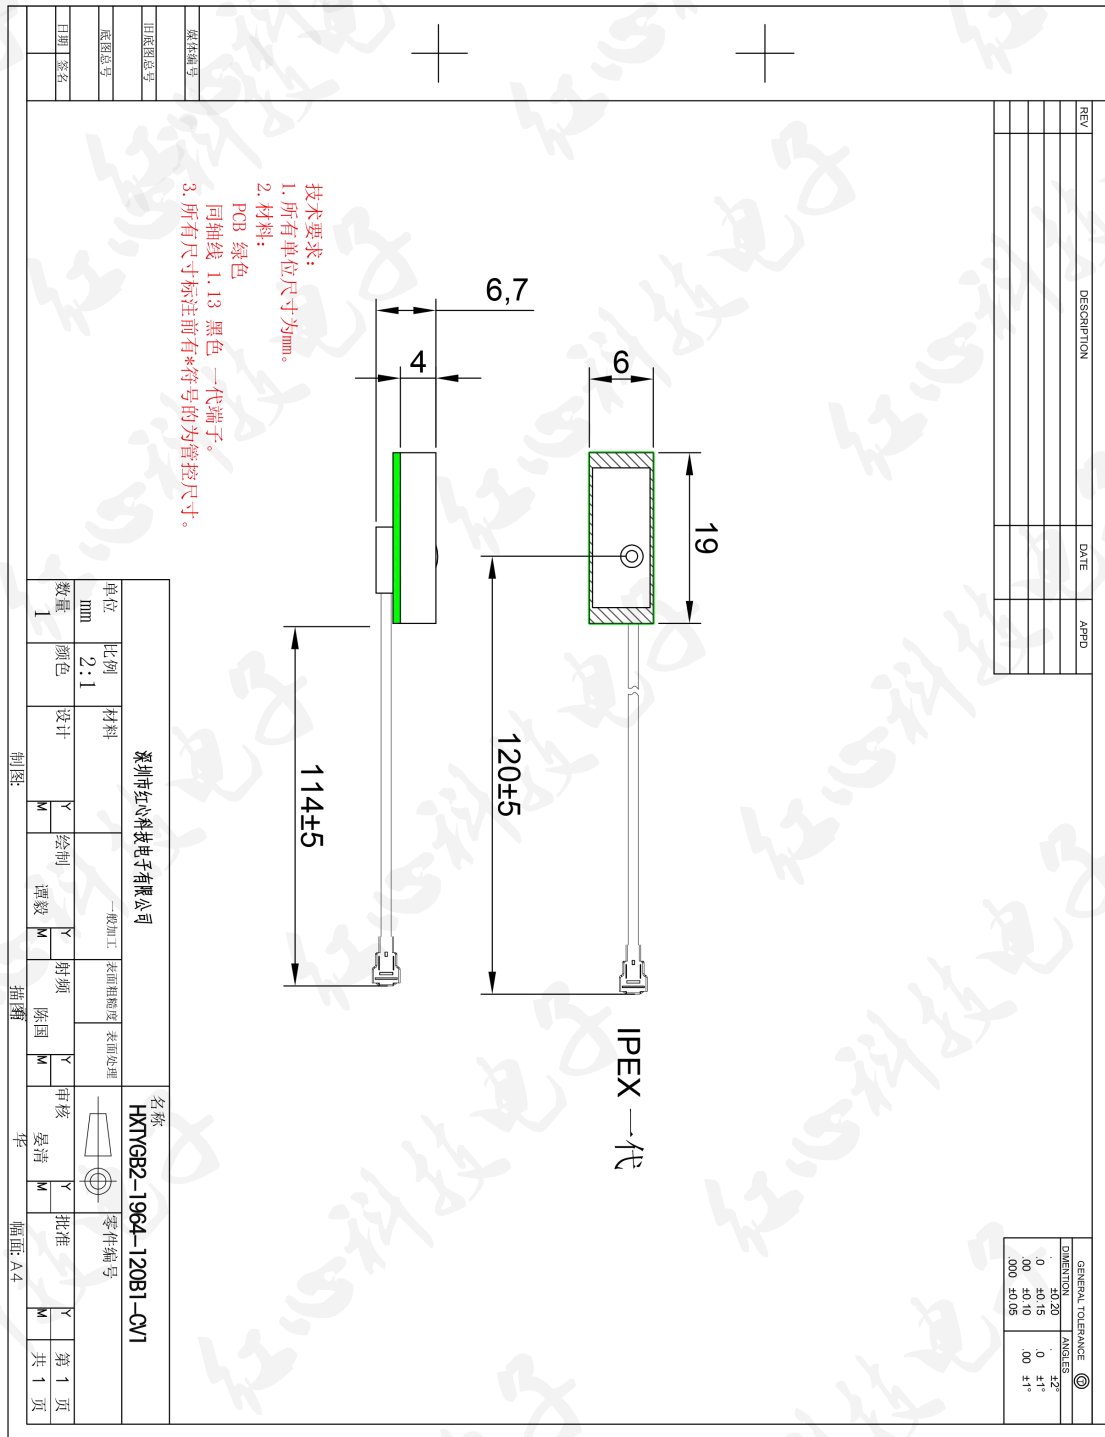 媒体编号
旧底图总号
底图总号
日期 签名
REV DESCRIPTION DATE APPD
技术要求：
1. 所有单位尺寸为mm。
2. 材料：
PCB 绿色
同轴线 1.13 黑色 一代端子。
3. 所有尺寸标注前有*符号的为管控尺寸。
6,7
4
6
19
120±5
114±5
IPEX 一代
GENERAL TOLERANCE
DIMENTION ANGLES
. ±0.20 . ±2°
.0 ±0.15 .0 ±1°
.00 ±0.10 .00 ±1°
.000 ±0.05
深圳市红心科技电子有限公司
名称
HXTYGB2-1964-120B1-CV1
单位 比例 材料 一般加工 表面粗糙度 表面处理 零件编号
mm 2:1
数量 颜色 设计 Y 绘制 Y 射频 Y 审核 Y 批准 Y 第 1 页
1 M 谭毅 M 陈国 M 晏清 M M 共 1 页
制图: 描图: 华 幅面: A4
红心科技电子